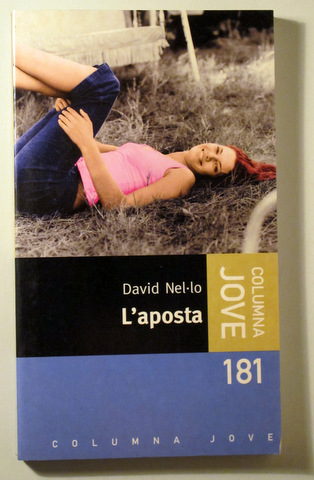 David Nel·lo
L'aposta
COLUMNA
JOVE
181
COLUMNA JOVE